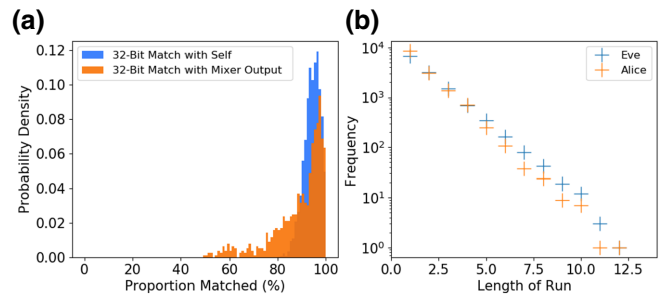 (a)
0.12
0.10
0.08
0.06
0.04
0.02
0.00
Probability Density
32-Bit Match with Self
32-Bit Match with Mixer Output
0 20 40 60 80 100
Proportion Matched (%)
(b)
10⁴
10³
10²
10¹
10⁰
Frequency
Eve
Alice
0.0 2.5 5.0 7.5 10.0 12.5
Length of Run